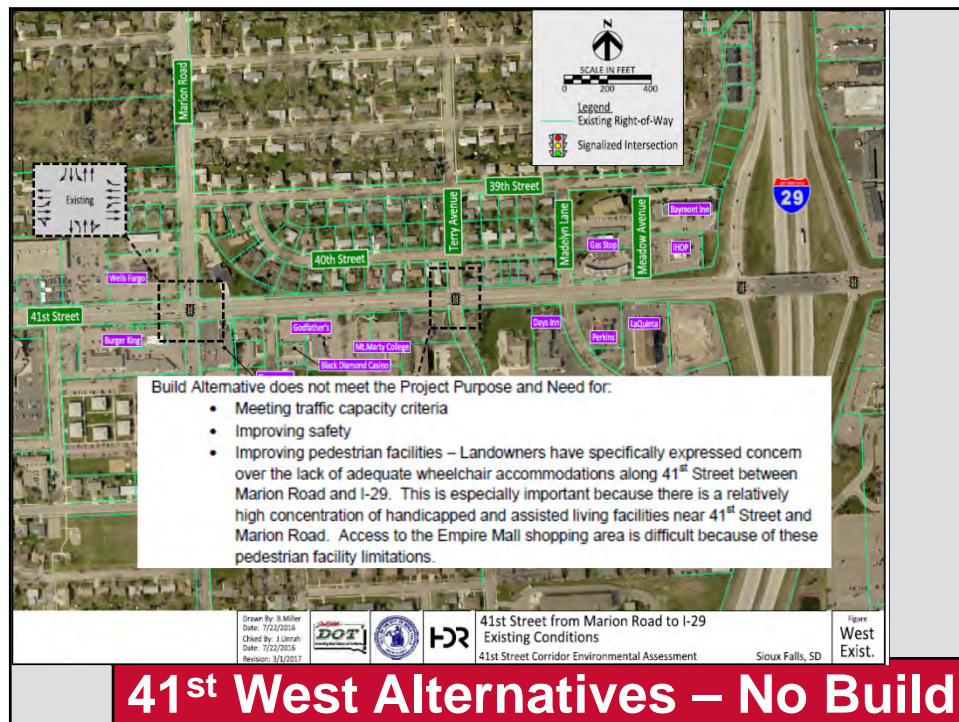 Marion Road
N
SCALE IN FEET
0 200 400
Legend
Existing Right-of-Way
Signalized Intersection
Existing
39th Street
29
Terry Avenue
Madelyn Lane
Meadow Avenue
Baymont Inn
Gas Stop
IHOP
40th Street
Wells Fargo
41st Street
Burger King
Godfather's
Mt.Marty College
Black Diamond Casino
Days Inn
Perkins
LaQuinta
Build Alternative does not meet the Project Purpose and Need for:
• Meeting traffic capacity criteria
• Improving safety
• Improving pedestrian facilities – Landowners have specifically expressed concern
over the lack of adequate wheelchair accommodations along 41st Street between
Marion Road and I-29. This is especially important because there is a relatively
high concentration of handicapped and assisted living facilities near 41st Street and
Marion Road. Access to the Empire Mall shopping area is difficult because of these
pedestrian facility limitations.
Drawn By: B.Miller
Date: 7/22/2016
Chked By: J.Unruh
Date: 7/22/2016
Revision: 3/1/2017
DOT
HDR
41st Street from Marion Road to I-29
Existing Conditions
41st Street Corridor Environmental Assessment
Sioux Falls, SD
Figure
West
Exist.
41st West Alternatives – No Build